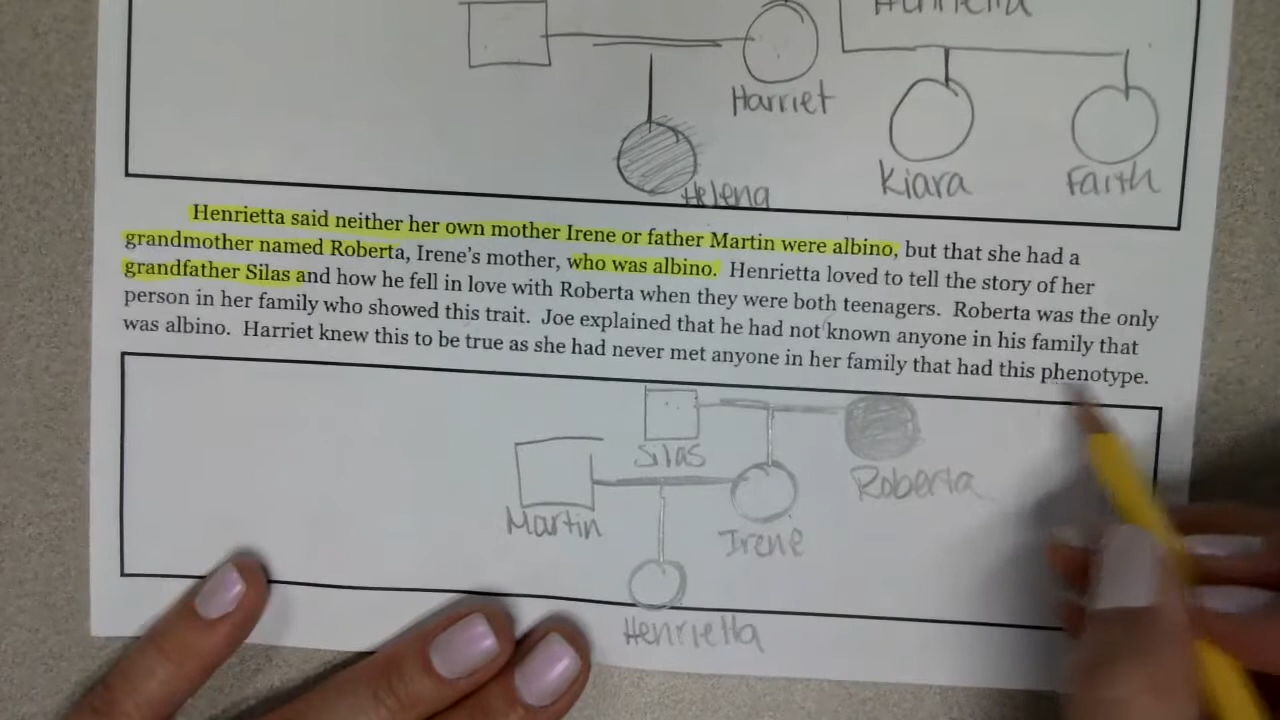 Henrietta
Harriet
Kiara
Faith
Helena
Henrietta said neither her own mother Irene or father Martin were albino, but that she had a
grandmother named Roberta, Irene’s mother, who was albino. Henrietta loved to tell the story of her
grandfather Silas and how he fell in love with Roberta when they were both teenagers. Roberta was the only
person in her family who showed this trait. Joe explained that he had not known anyone in his family that
was albino. Harriet knew this to be true as she had never met anyone in her family that had this phenotype.
Silas
Roberta
Martin
Irene
Henrietta